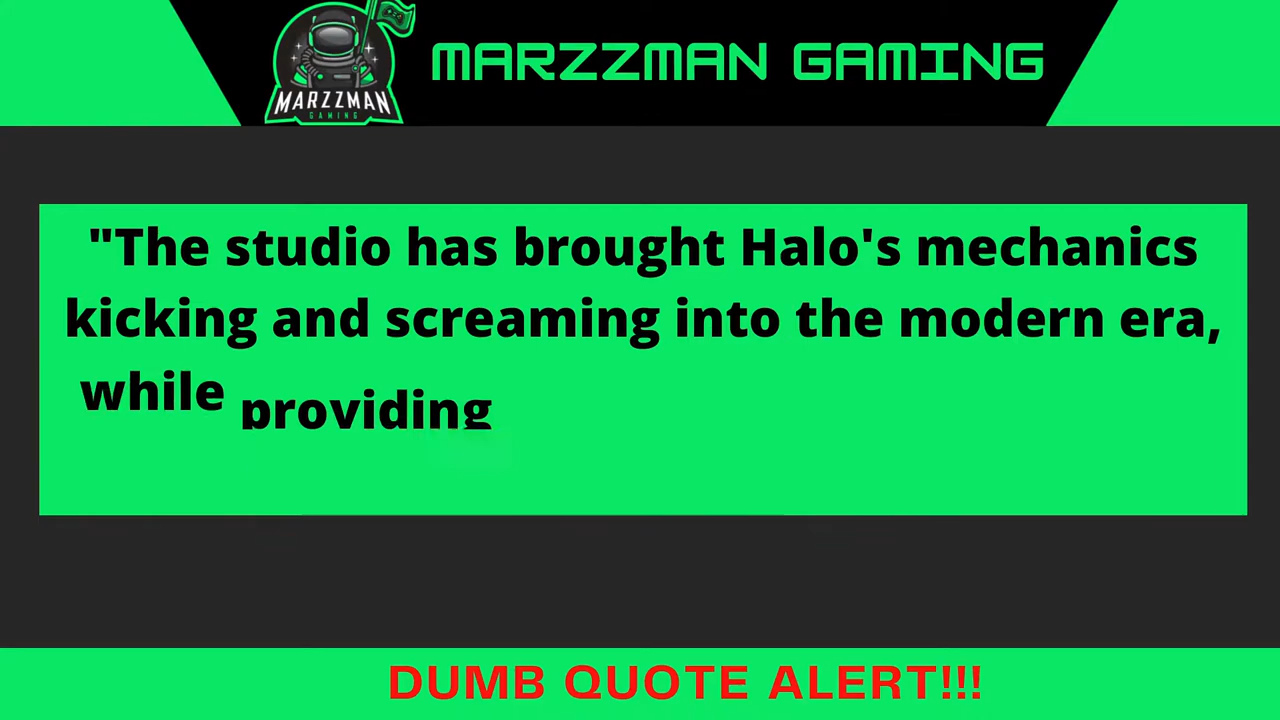 MARZZMAN GAMING
MARZZMAN
GAMING
"The studio has brought Halo's mechanics
kicking and screaming into the modern era,
while providing
DUMB QUOTE ALERT!!!